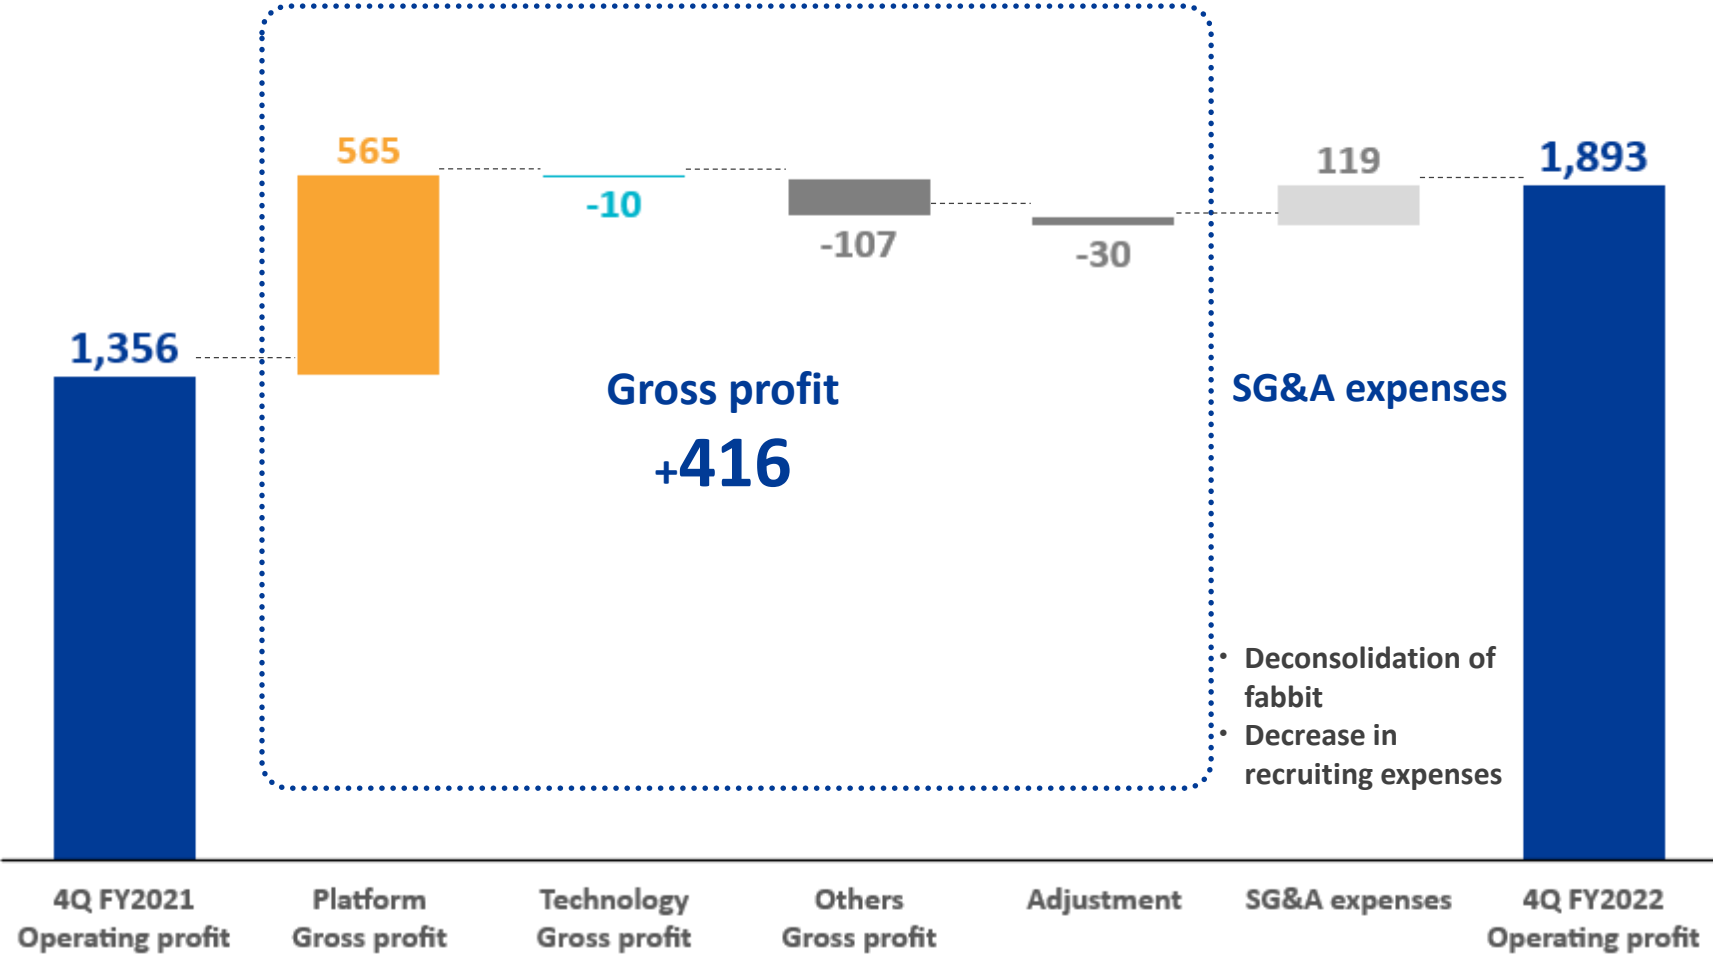 565
-10
-107
-30
119
1,893
1,356
Gross profit
+416
SG&A expenses
• Deconsolidation of
fabbit
• Decrease in
recruiting expenses
4Q FY2021
Operating profit
Platform
Gross profit
Technology
Gross profit
Others
Gross profit
Adjustment
SG&A expenses
4Q FY2022
Operating profit